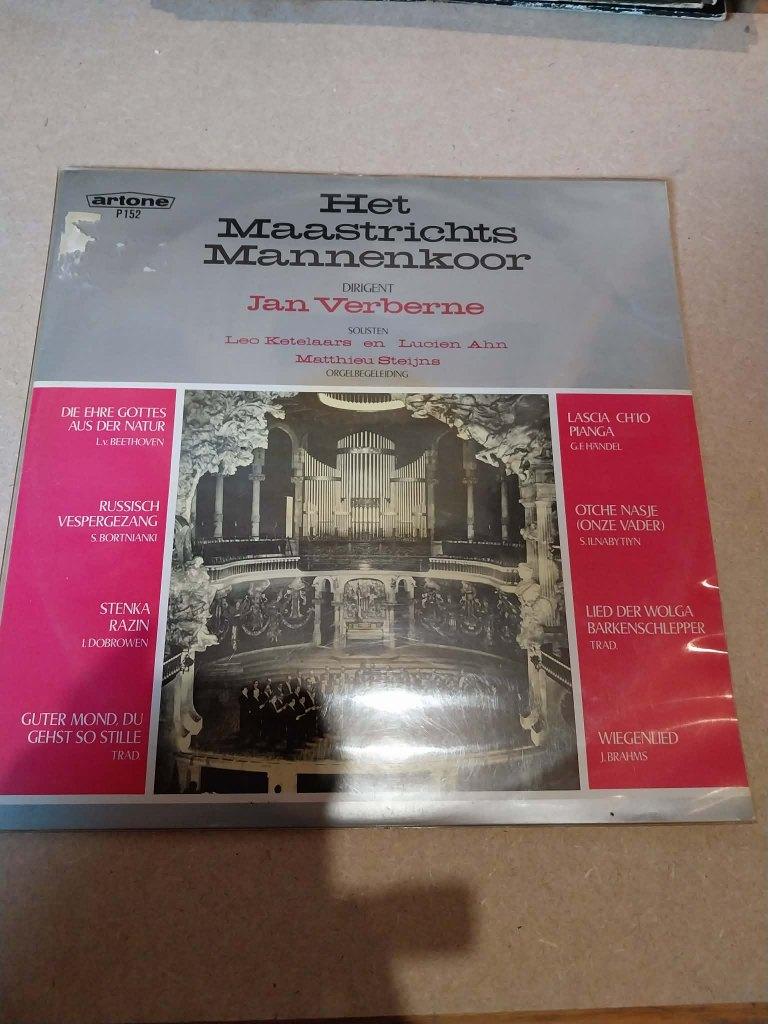 artone
P 152
Het
Maastrichts
Mannenkoor
DIRIGENT
Jan Verberne
SOLISTEN
Leo Ketelaars en Lucien Ahn
Matthieu Steijns
ORGELBEGELEIDING
DIE EHRE GOTTES
AUS DER NATUR
L.v. BEETHOVEN
RUSSISCH
VESPERGEZANG
S. BORTNIANKI
STENKA
RAZIN
I. DOBROWEN
GUTER MOND, DU
GEHST SO STILLE
TRAD.
LASCIA CH'IO
PIANGA
G.F. HÄNDEL
OTCHE NASJE
(ONZE VADER)
S. ILNABYTIYN
LIED DER WOLGA
BARKENSCHLEPPER
TRAD.
WIEGENLIED
J. BRAHMS